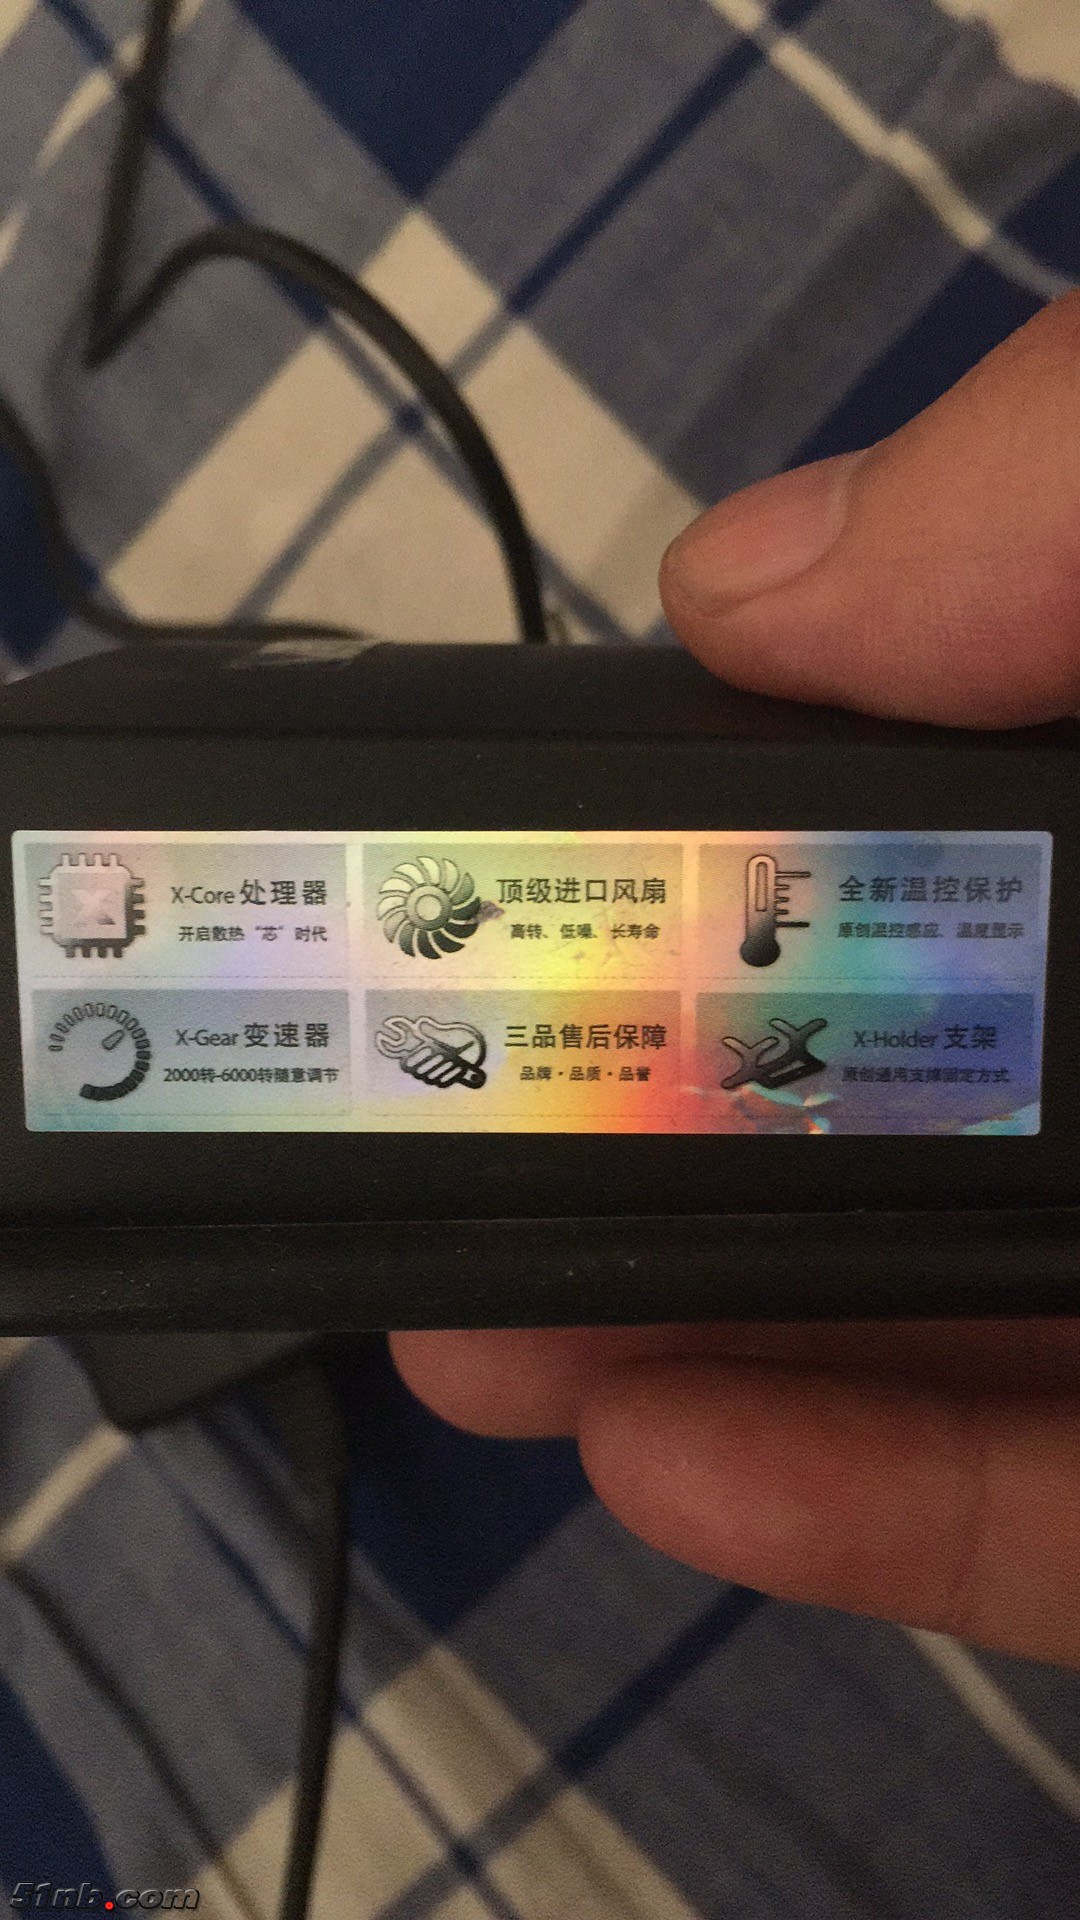 X-Core 处理器
开启散热“芯”时代
顶级进口风扇
高转、低噪、长寿命
全新温控保护
原创温控感应、温度显示
X-Gear 变速器
2000转-6000转随意调节
三品售后保障
品牌·品质·品誉
X-Holder 支架
原创通用支撑固定方式
51nb.com